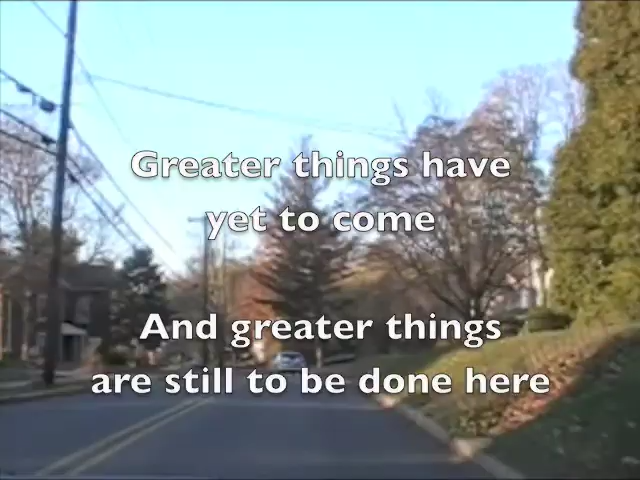 Greater things have
yet to come
And greater things
are still to be done here